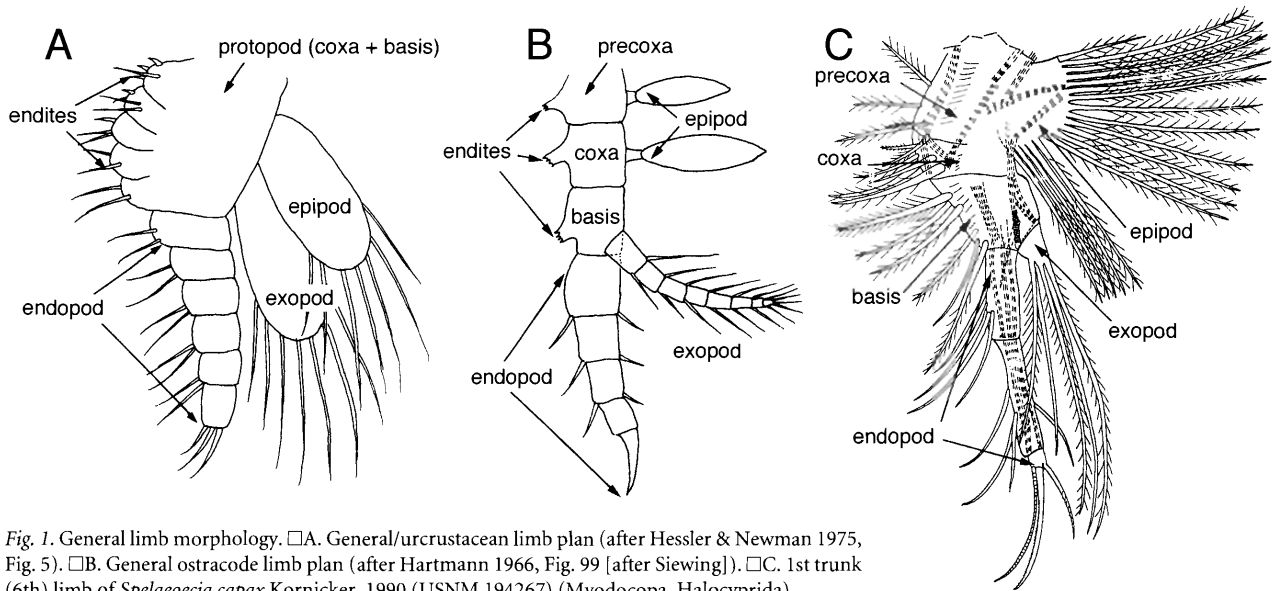 A
protopod (coxa + basis)
endites
epipod
exopod
endopod
B
precoxa
epipod
endites
coxa
basis
exopod
endopod
C
precoxa
coxa
epipod
basis
exopod
endopod
Fig. 1. General limb morphology. □A. General/urcrustacean limb plan (after Hessler & Newman 1975,
Fig. 5). □B. General ostracode limb plan (after Hartmann 1966, Fig. 99 [after Siewing]). □C. 1st trunk
(6th) limb of Spelaeoecia capax Kornicker, 1990 (USNM 194267) (Myodocopa, Halocyprida).